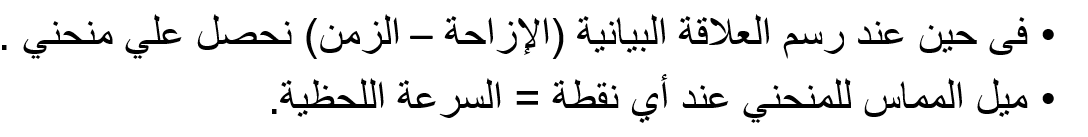 • فى حين عند رسم العلاقة البيانية (الإزاحة – الزمن) نحصل علي منحني .
• ميل المماس للمنحني عند أي نقطة = السرعة اللحظية.